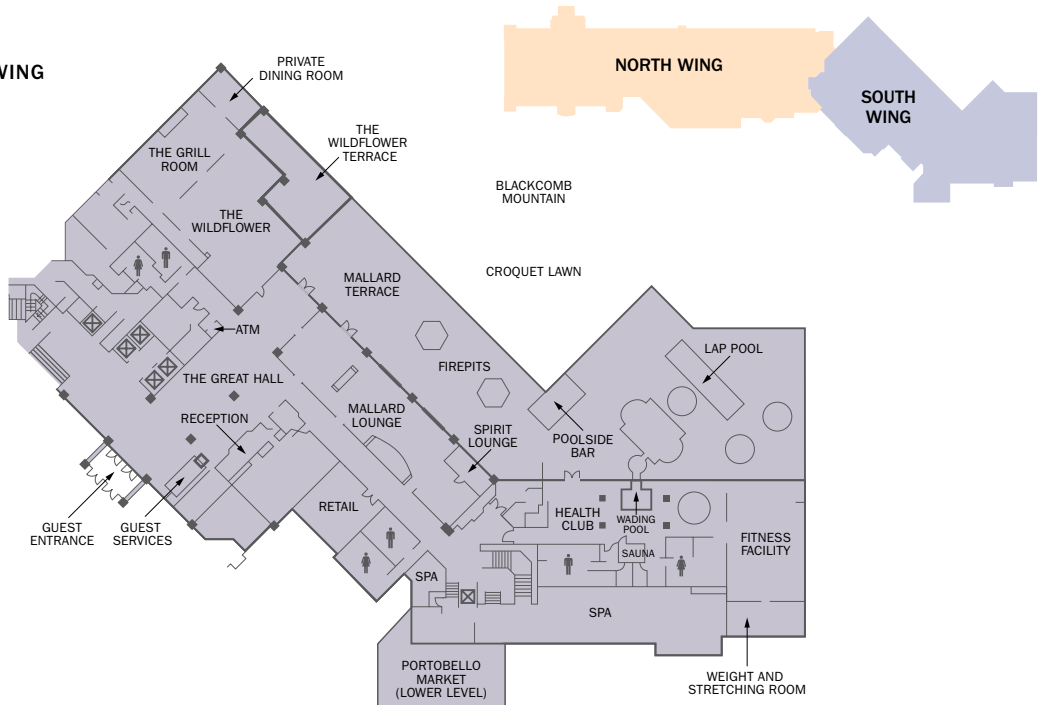 WING
NORTH WING
SOUTH
WING
PRIVATE
DINING ROOM
THE
WILDFLOWER
TERRACE
THE GRILL
ROOM
THE
WILDFLOWER
BLACKCOMB
MOUNTAIN
CROQUET LAWN
MALLARD
TERRACE
ATM
FIREPITS
LAP POOL
THE GREAT HALL
RECEPTION
MALLARD
LOUNGE
SPIRIT
LOUNGE
POOLSIDE
BAR
GUEST
ENTRANCE
GUEST
SERVICES
RETAIL
HEALTH
CLUB
WADING
POOL
FITNESS
FACILITY
SAUNA
SPA
SPA
PORTOBELLO
MARKET
(LOWER LEVEL)
WEIGHT AND
STRETCHING ROOM